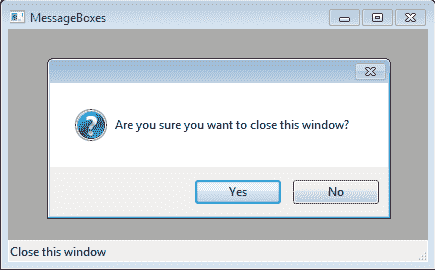 MessageBoxes
Are you sure you want to close this window?
Yes
No
Close this window